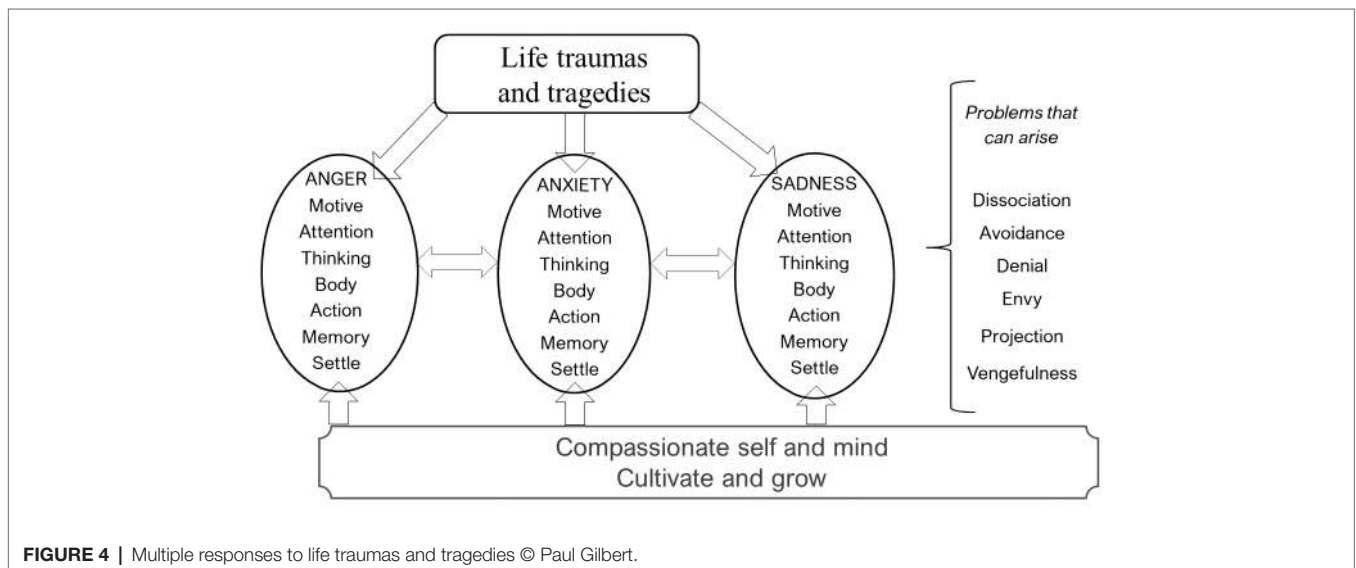 Life traumas
and tragedies
ANGER
Motive
Attention
Thinking
Body
Action
Memory
Settle
ANXIETY
Motive
Attention
Thinking
Body
Action
Memory
Settle
SADNESS
Motive
Attention
Thinking
Body
Action
Memory
Settle
Problems that
can arise
Dissociation
Avoidance
Denial
Envy
Projection
Vengefulness
Compassionate self and mind
Cultivate and grow
FIGURE 4 | Multiple responses to life traumas and tragedies © Paul Gilbert.